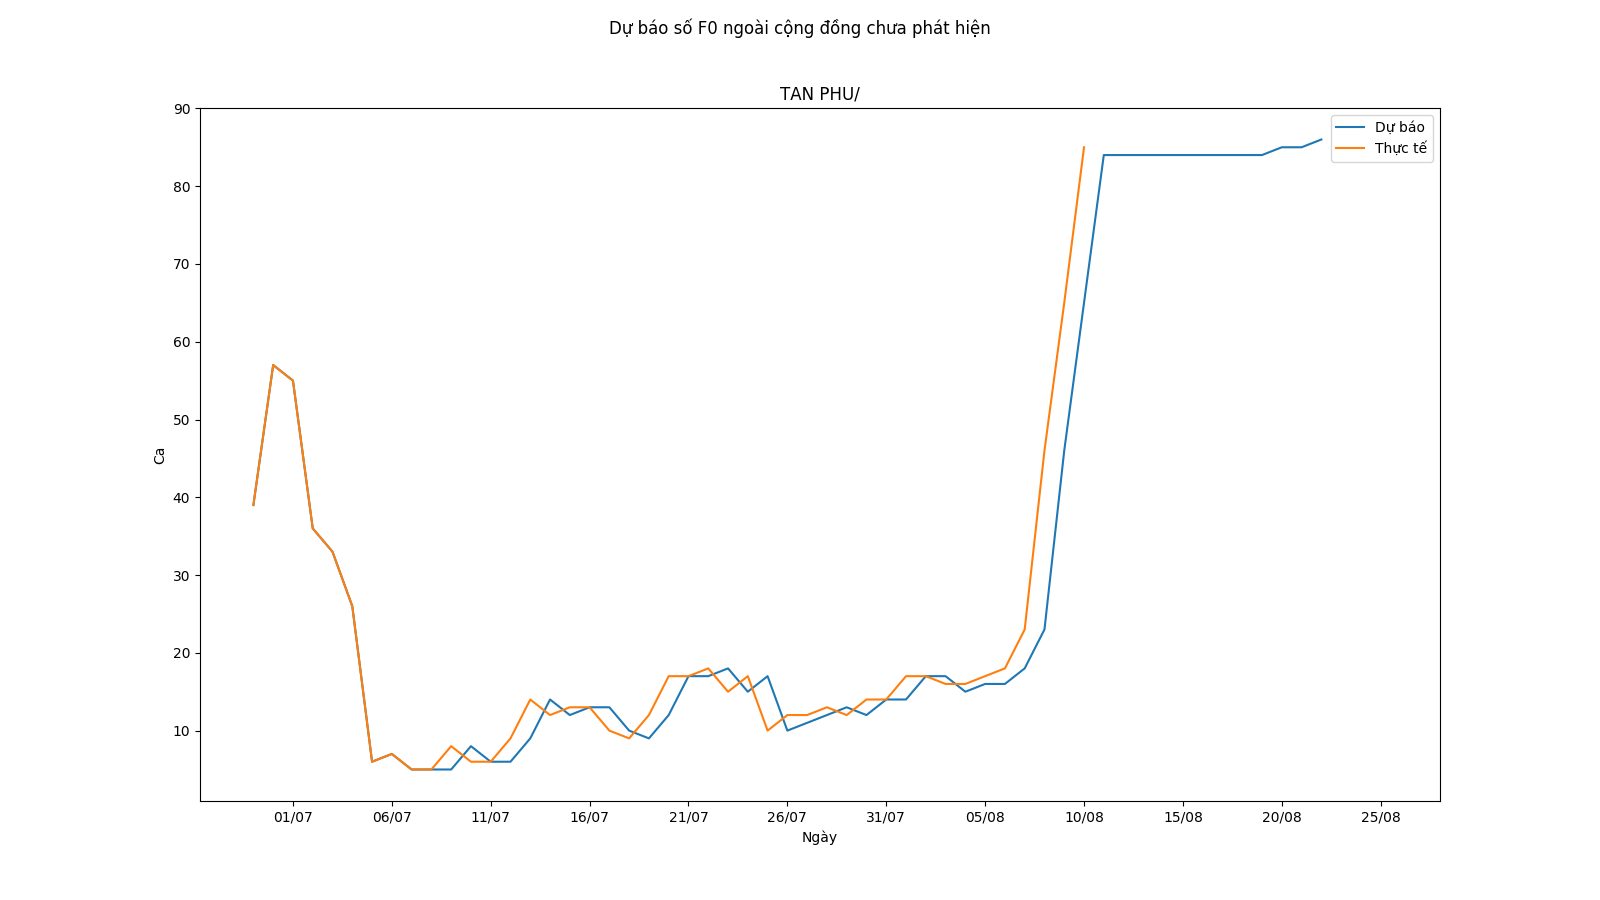 Dự báo số F0 ngoài cộng đồng chưa phát hiện
TAN PHU/
90
80
70
60
50
40
30
20
10
Ca
Dự báo
Thực tế
01/07 06/07 11/07 16/07 21/07 26/07 31/07 05/08 10/08 15/08 20/08 25/08
Ngày